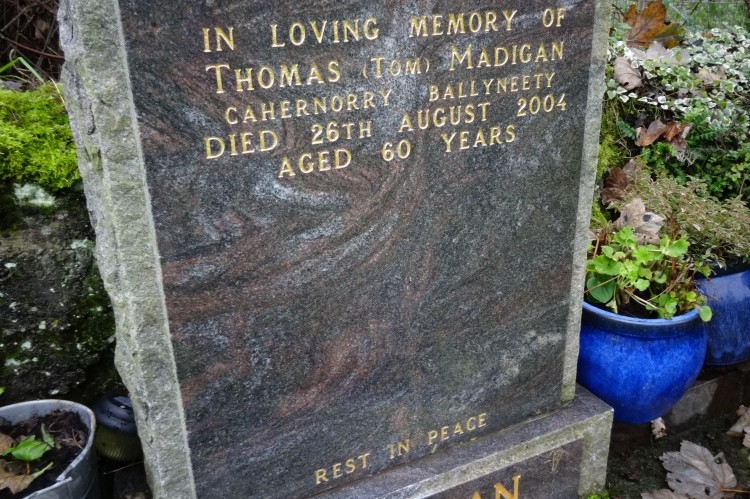 IN LOVING MEMORY OF
THOMAS (TOM) MADIGAN
CAHERNORRY BALLYNEETY
DIED 26TH AUGUST 2004
AGED 60 YEARS
REST IN PEACE